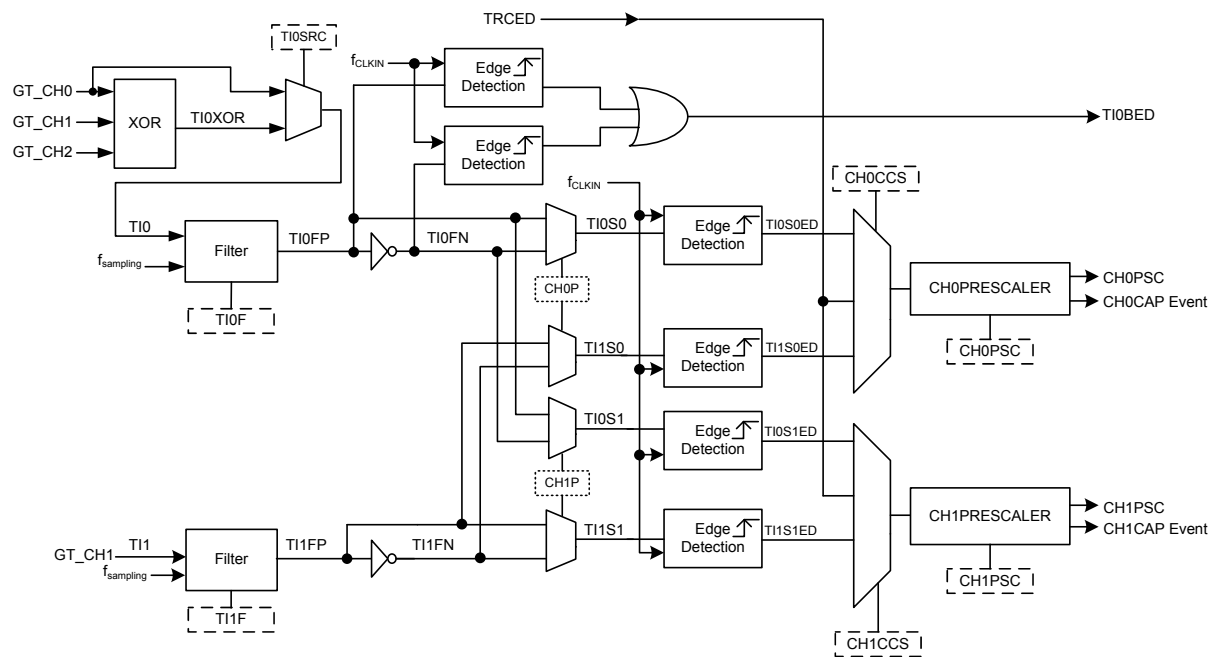 TRCED
TI0SRC
fCLKIN
Edge
Detection
GT_CH0
GT_CH1
GT_CH2
XOR
TI0XOR
TI0BED
Edge
Detection
fCLKIN
CH0CCS
TI0
fsampling
Filter
TI0FP
TI0FN
TI0S0
Edge
Detection
TI0S0ED
TI0F
CH0P
CH0PRESCALER
CH0PSC
CH0CAP Event
TI1S0
Edge
Detection
TI1S0ED
CH0PSC
TI0S1
Edge
Detection
TI0S1ED
CH1P
GT_CH1
TI1
fsampling
Filter
TI1FP
TI1FN
TI1S1
Edge
Detection
TI1S1ED
CH1PRESCALER
CH1PSC
CH1CAP Event
TI1F
CH1PSC
CH1CCS